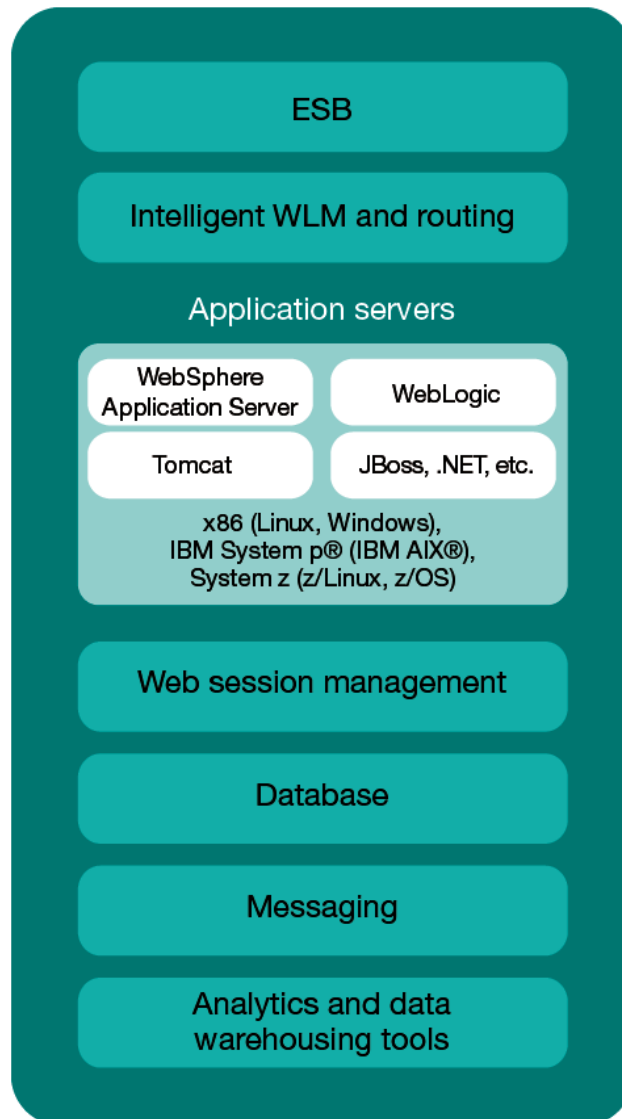 ESB
Intelligent WLM and routing
Application servers
WebSphere
Application Server
WebLogic
Tomcat
JBoss, .NET, etc.
x86 (Linux, Windows),
IBM System p® (IBM AIX®),
System z (z/Linux, z/OS)
Web session management
Database
Messaging
Analytics and data
warehousing tools